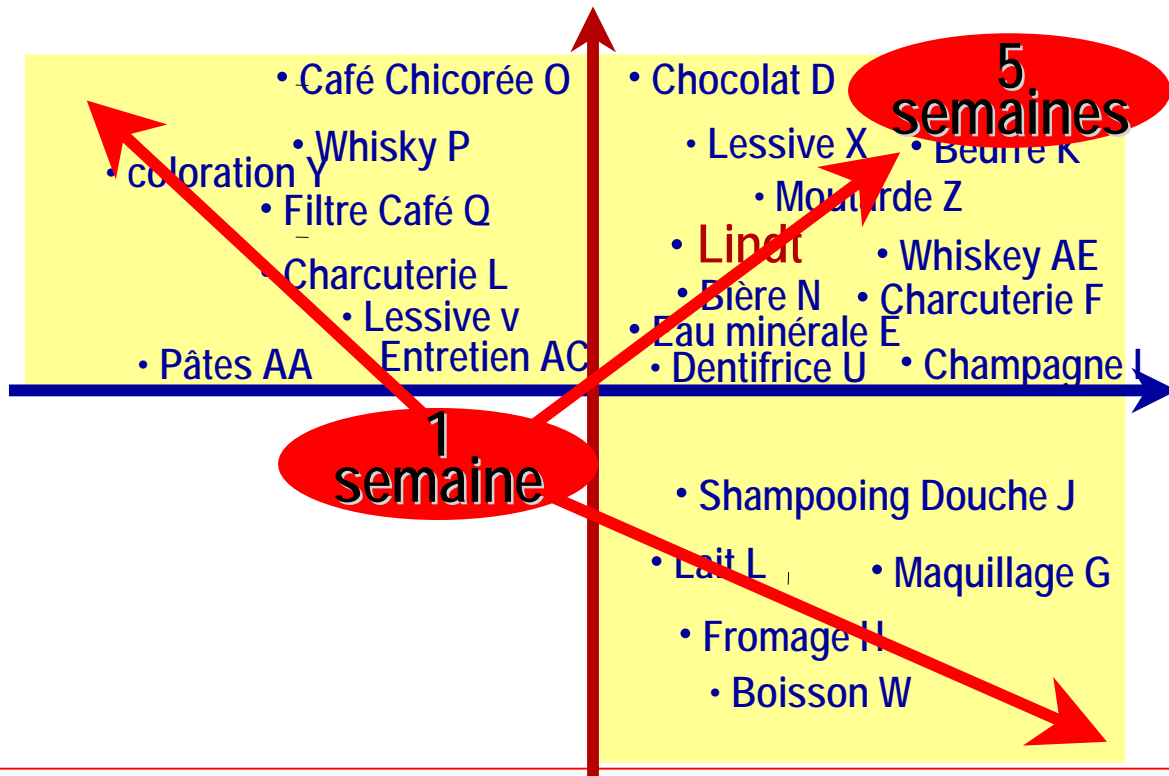 5
semaines
• Café Chicorée O
• Whisky P
• coloration Y
• Filtre Café Q
• Charcuterie L
• Lessive v
Entretien AC
• Pâtes AA
• Chocolat D
• Lessive X
• Beurre K
• Moutarde Z
• Lindt
• Whiskey AE
• Bière N
• Charcuterie F
• Eau minérale E
• Dentifrice U
• Champagne I
1
semaine
• Shampooing Douche J
• Lait L
• Maquillage G
• Fromage H
• Boisson W